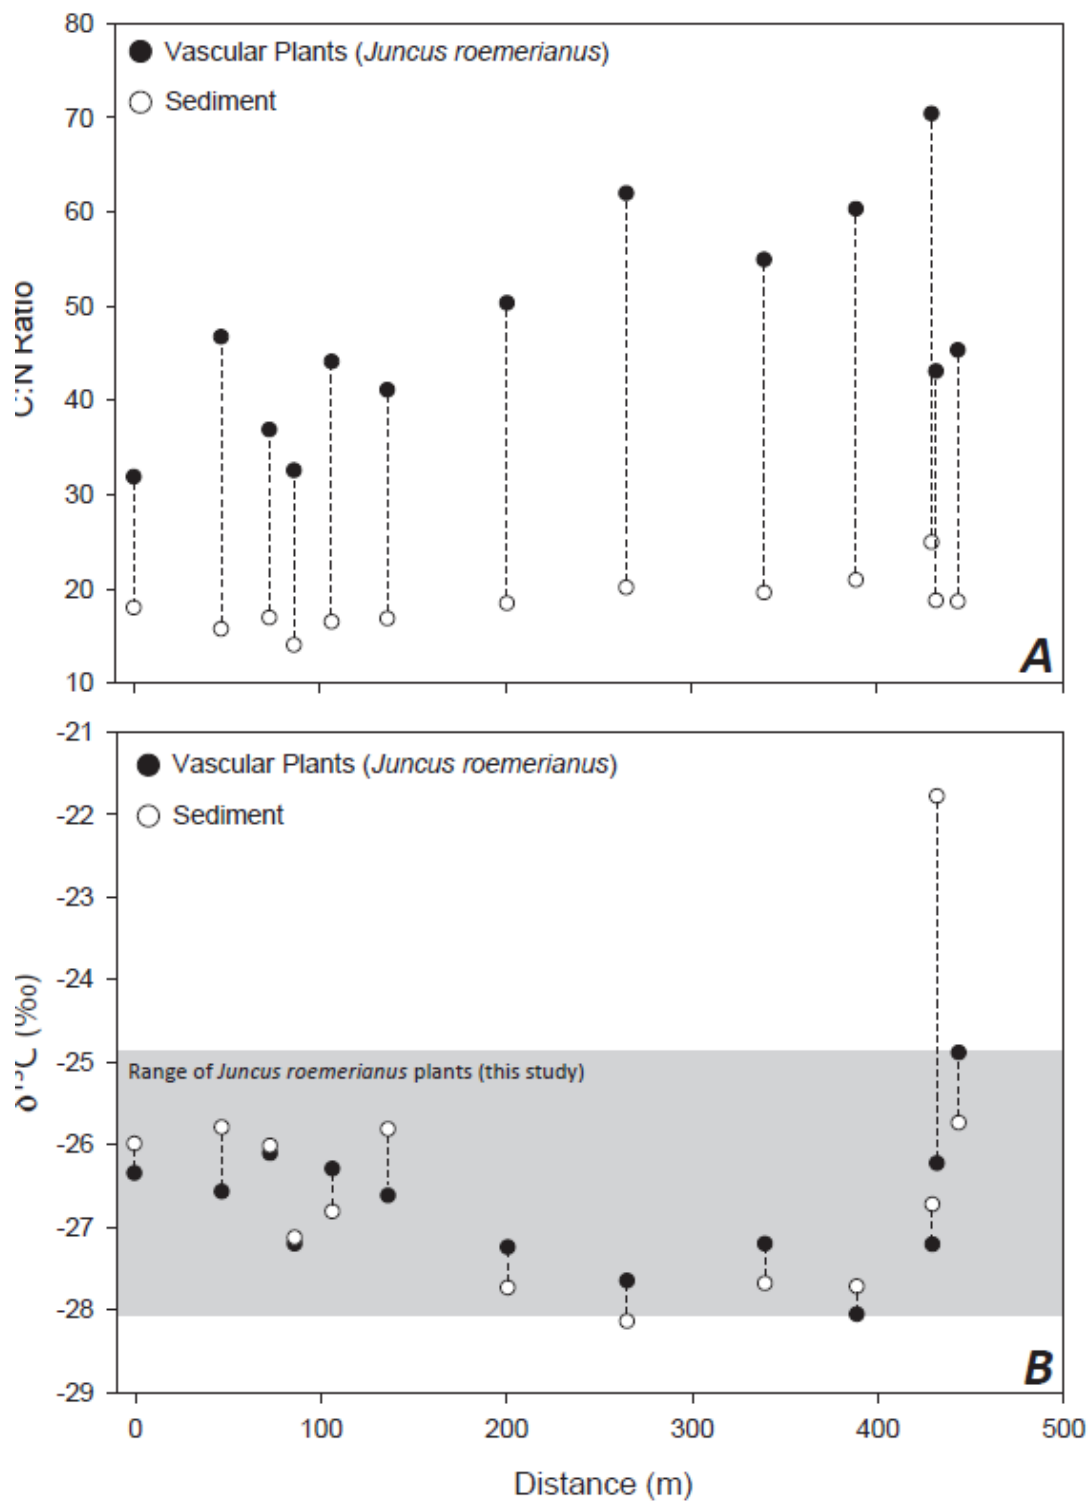 80
Vascular Plants (Juncus roemerianus)
Sediment
70
60
50
C:N Ratio
40
30
20
10
A
-21
Vascular Plants (Juncus roemerianus)
Sediment
-22
-23
-24
δ¹³C (‰)
-25
Range of Juncus roemerianus plants (this study)
-26
-27
-28
B
-29
0 100 200 300 400 500
Distance (m)